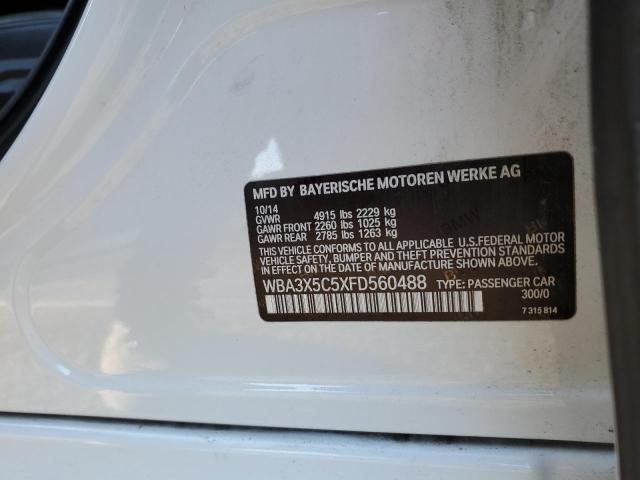 MFD BY BAYERISCHE MOTOREN WERKE AG
10/14
GVWR 4915 lbs 2229 kg
GAWR FRONT 2260 lbs 1025 kg
GAWR REAR 2785 lbs 1263 kg
THIS VEHICLE CONFORMS TO ALL APPLICABLE U.S.FEDERAL MOTOR
VEHICLE SAFETY, BUMPER AND THEFT PREVENTION STANDARDS
IN EFFECT ON THE DATE OF MANUFACTURE SHOWN ABOVE.
WBA3X5C5XFD560488 TYPE: PASSENGER CAR
300/0
7 315 814